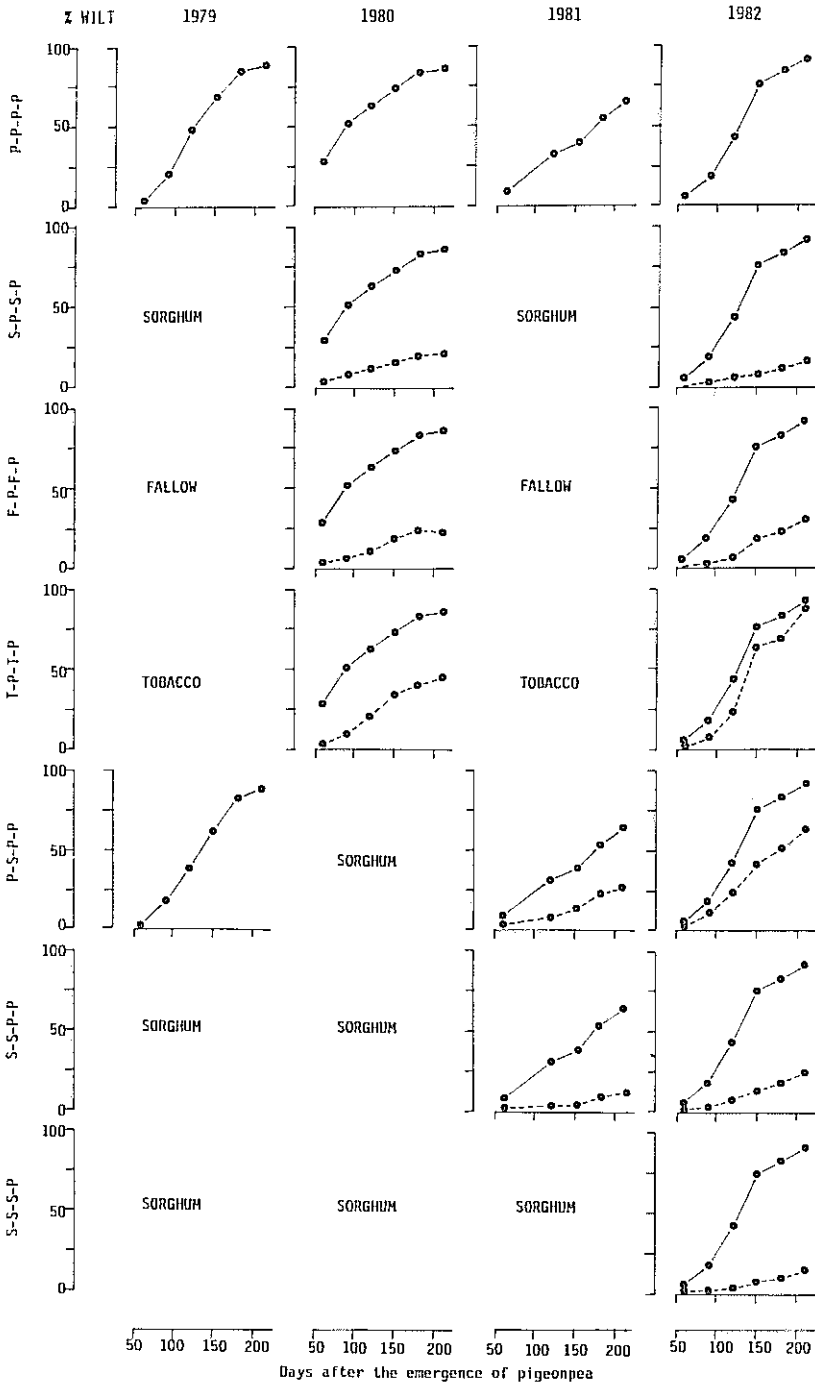 % WILT 1979 1980 1981 1982
P-P-P-P
100
50
0
S-P-S-P
100
50
0
SORGHUM SORGHUM
F-P-F-P
100
50
0
FALLOW FALLOW
T-P-T-P
100
50
0
TOBACCO TOBACCO
P-S-P-P
100
50
0
SORGHUM
S-S-P-P
100
50
0
SORGHUM SORGHUM
S-S-S-P
100
50
0
SORGHUM SORGHUM SORGHUM
50 100 150 200 50 100 150 200 50 100 150 200 50 100 150 200
Days after the emergence of pigeonpea